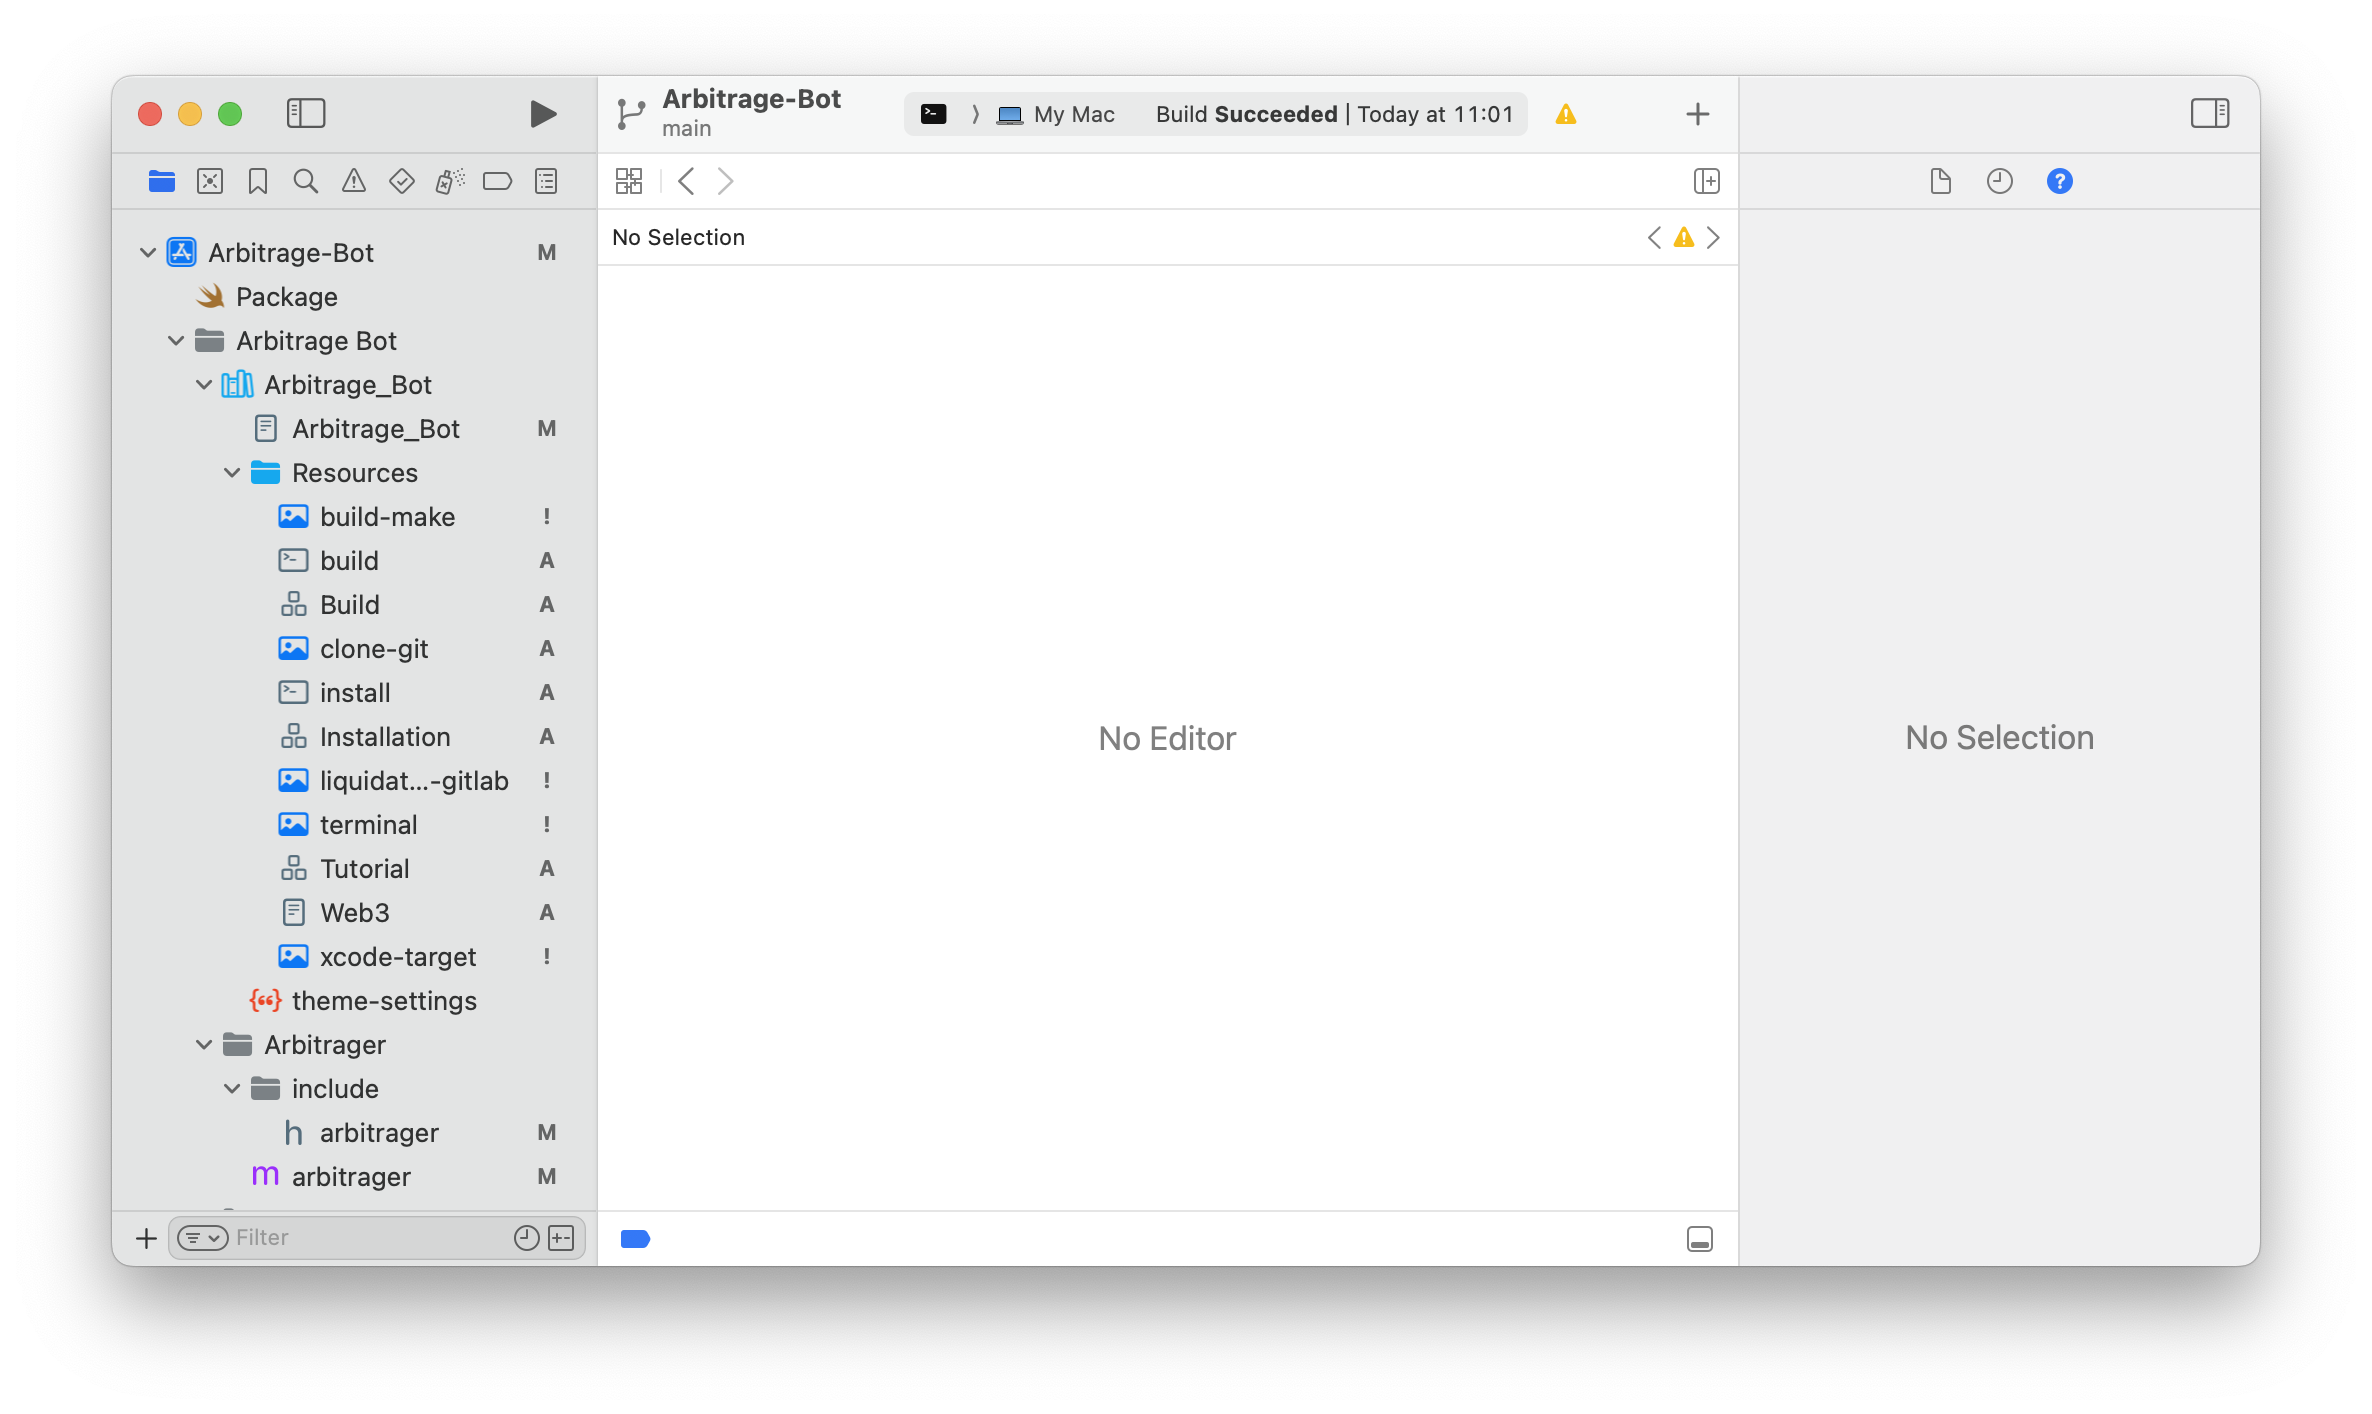 Arbitrage-Bot
main
My Mac Build Succeeded | Today at 11:01
No Selection
Arbitrage-Bot M
Package
Arbitrage Bot
Arbitrage_Bot
Arbitrage_Bot M
Resources
build-make !
build A
Build A
clone-git A
install A
Installation A
liquidat...-gitlab !
terminal !
Tutorial A
Web3 A
xcode-target !
theme-settings
Arbitrager
include
h arbitrager M
m arbitrager M
Filter
No Editor
No Selection